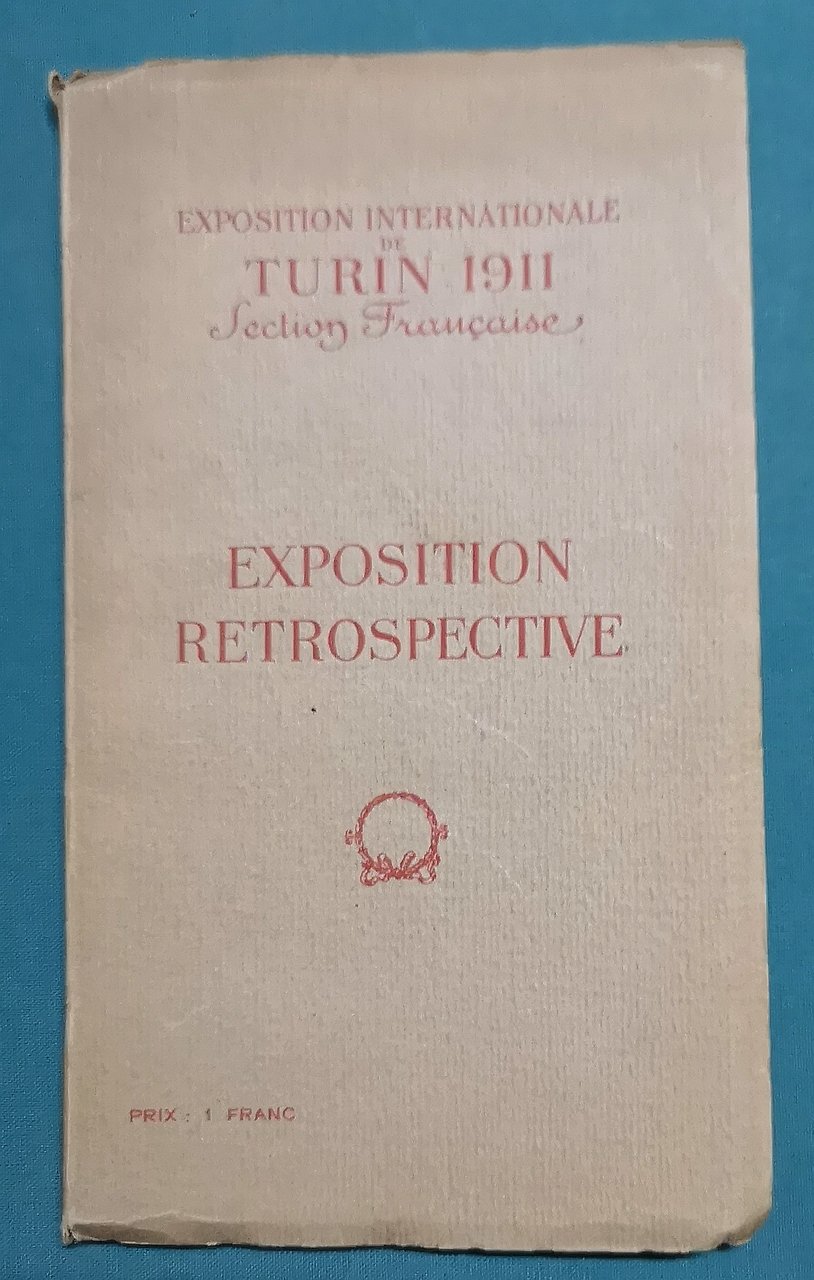 EXPOSITION INTERNATIONALE
DE
TURIN 1911
Section Française
EXPOSITION
RETROSPECTIVE
PRIX : 1 FRANC